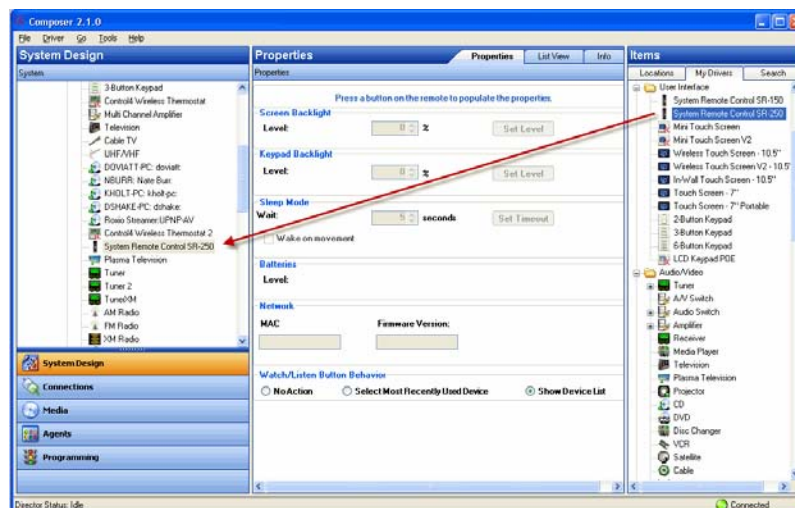 Composer 2.1.0
File Driver Go Tools Help
System Design
System
3-Button Keypad
Control4 Wireless Thermostat
Multi Channel Amplifier
Television
Cable TV
UHF/VHF
DOVIATT-PC: doviatt:
NBURR: Nate Burr:
KHOLT-PC: kholt-pc:
DSHAKE-PC: dshake:
Roxio Streamer:UPNP-AV
Control4 Wireless Thermostat 2
System Remote Control SR-250
Plasma Television
Tuner
Tuner 2
TunerXM
AM Radio
FM Radio
XM Radio
System Design
Connections
Media
Agents
Programming
Properties
Properties List View Info
Properties
Press a button on the remote to populate the properties.
Screen Backlight
Level: 0 % Set Level
Keypad Backlight
Level: 0 % Set Level
Sleep Mode
Wait: 5 seconds Set Timeout
Wake on movement
Batteries
Level:
Network
MAC Firmware Version:
Watch/Listen Button Behavior
No Action Select Most Recently Used Device Show Device List
Items
Locations My Drivers Search
User Interface
System Remote Control SR-150
System Remote Control SR-250
Mini Touch Screen
Mini Touch Screen V2
Wireless Touch Screen - 10.5"
Wireless Touch Screen V2 - 10.5"
In-Wall Touch Screen - 10.5"
Touch Screen - 7"
Touch Screen - 7" Portable
2-Button Keypad
3-Button Keypad
6-Button Keypad
LCD Keypad POE
Audio/Video
Tuner
A/V Switch
Audio Switch
Amplifier
Receiver
Media Player
Television
Plasma Television
Projector
CD
DVD
Disc Changer
VCR
Satellite
Cable
Director Status: Idle
Connected